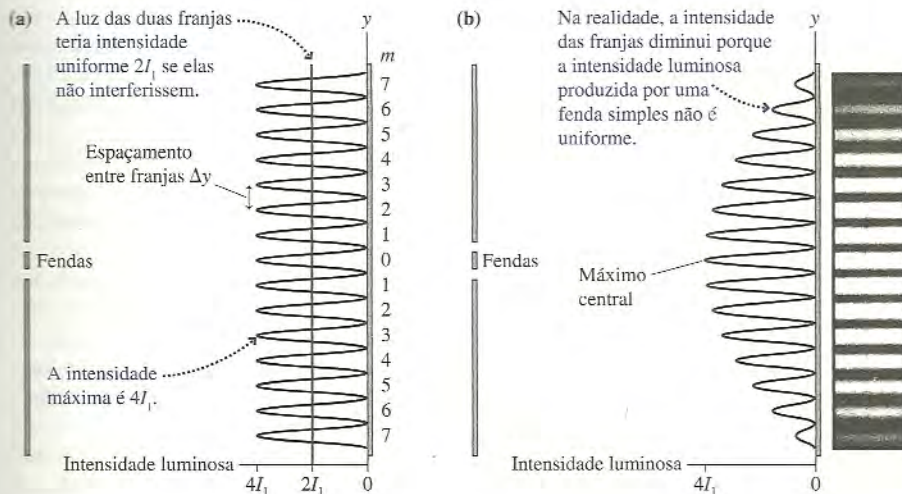 (a)
A luz das duas franjas
teria intensidade
uniforme 2I₁ se elas
não interferissem.
Espaçamento
entre franjas Δy
Fendas
A intensidade
máxima é 4I₁.
y
m
7
6
5
4
3
2
1
0
1
2
3
4
5
6
7
Intensidade luminosa
4I₁ 2I₁ 0
(b)
Na realidade, a intensidade
das franjas diminui porque
a intensidade luminosa
produzida por uma
fenda simples não é
uniforme.
y
Fendas
Máximo
central
Intensidade luminosa
4I₁ 0